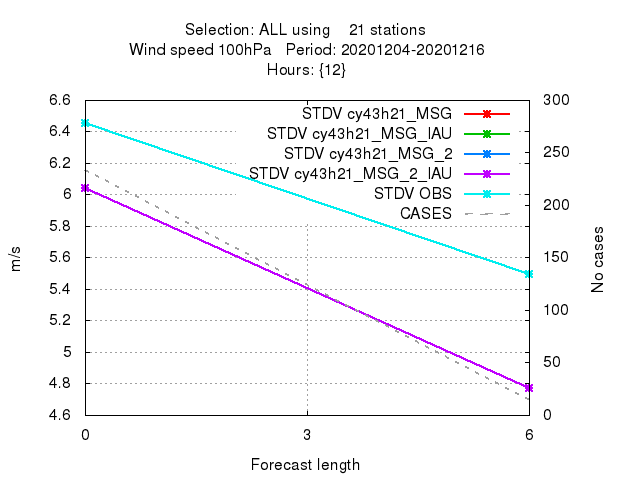 Selection: ALL using    21 stations
Wind speed 100hPa   Period: 20201204-20201216
Hours: {12}
6.6
6.4
6.2
6
5.8
5.6
5.4
5.2
5
4.8
4.6
m/s
STDV cy43h21_MSG
STDV cy43h21_MSG_IAU
STDV cy43h21_MSG_2
STDV cy43h21_MSG_2_IAU
STDV OBS
CASES
300
250
200
150
100
50
0
No cases
0 3 6
Forecast length